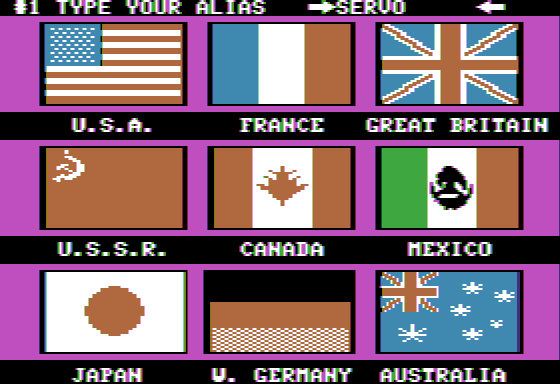 #1 TYPE YOUR ALIAS SERVO
U.S.A. FRANCE GREAT BRITAIN
U.S.S.R. CANADA MEXICO
JAPAN W. GERMANY AUSTRALIA